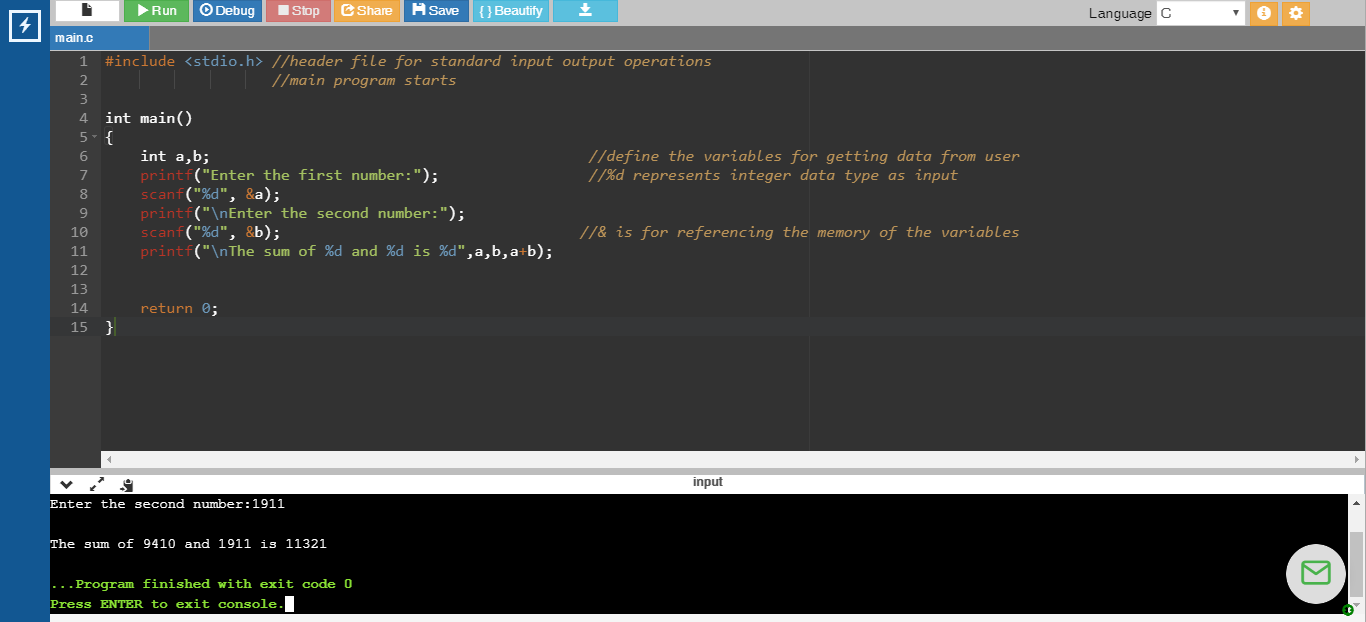 Run Debug Stop Share Save { } Beautify Language C
main.c
1 #include <stdio.h> //header file for standard input output operations
2 //main program starts
3
4 int main()
5 {
6 int a,b; //define the variables for getting data from user
7 printf("Enter the first number:"); //%d represents integer data type as input
8 scanf("%d", &a);
9 printf("\nEnter the second number:");
10 scanf("%d", &b); //& is for referencing the memory of the variables
11 printf("\nThe sum of %d and %d is %d",a,b,a+b);
12
13
14 return 0;
15 }
input
Enter the second number:1911
The sum of 9410 and 1911 is 11321
...Program finished with exit code 0
Press ENTER to exit console.